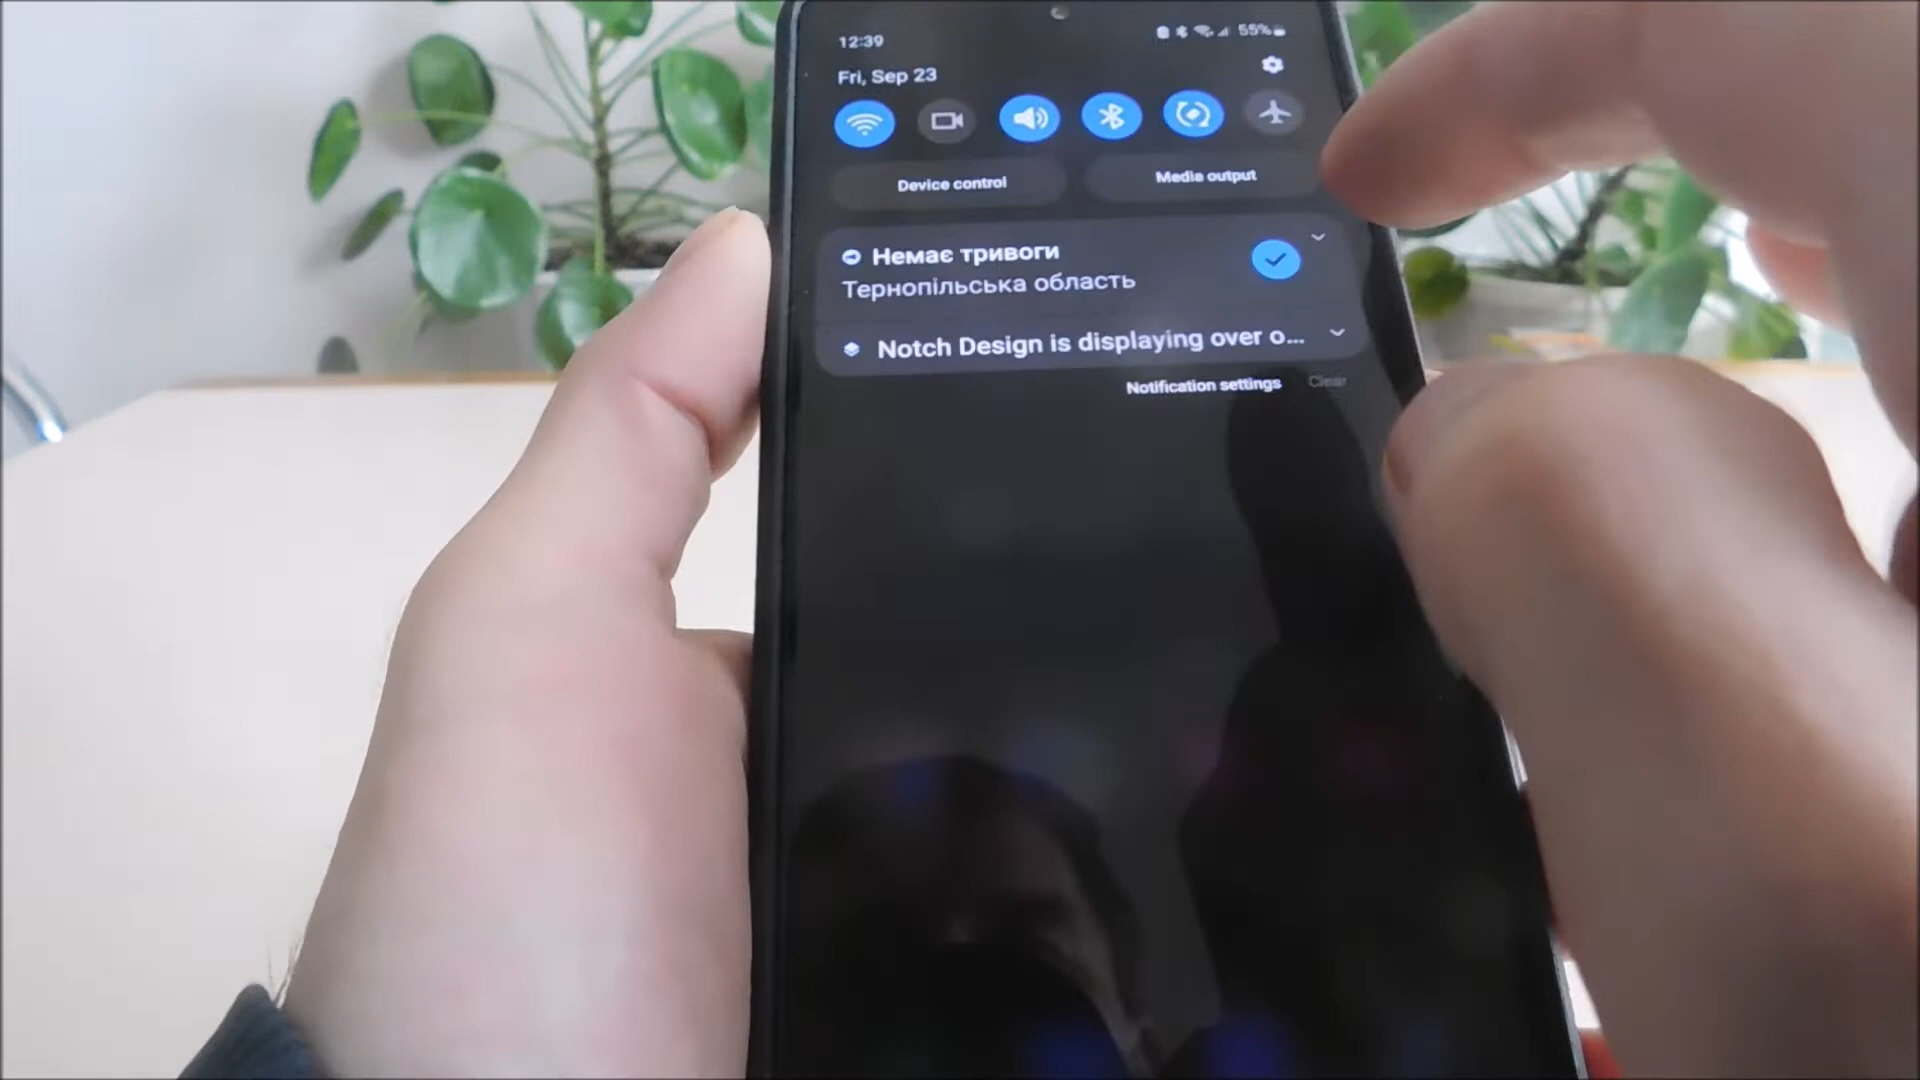 12:39
55%
Fri, Sep 23
Device control
Media output
Немає тривоги
Тернопільська область
Notch Design is displaying over o...
Notification settings
Clear